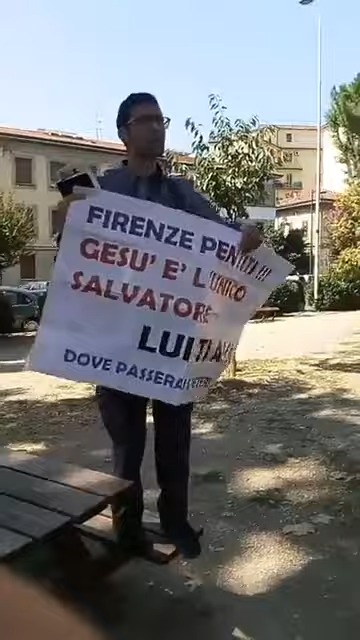 FIRENZE PENTITI !!!
GESU' E' L'UNICO
SALVATORE
LUI TI AMA
DOVE PASSERAI